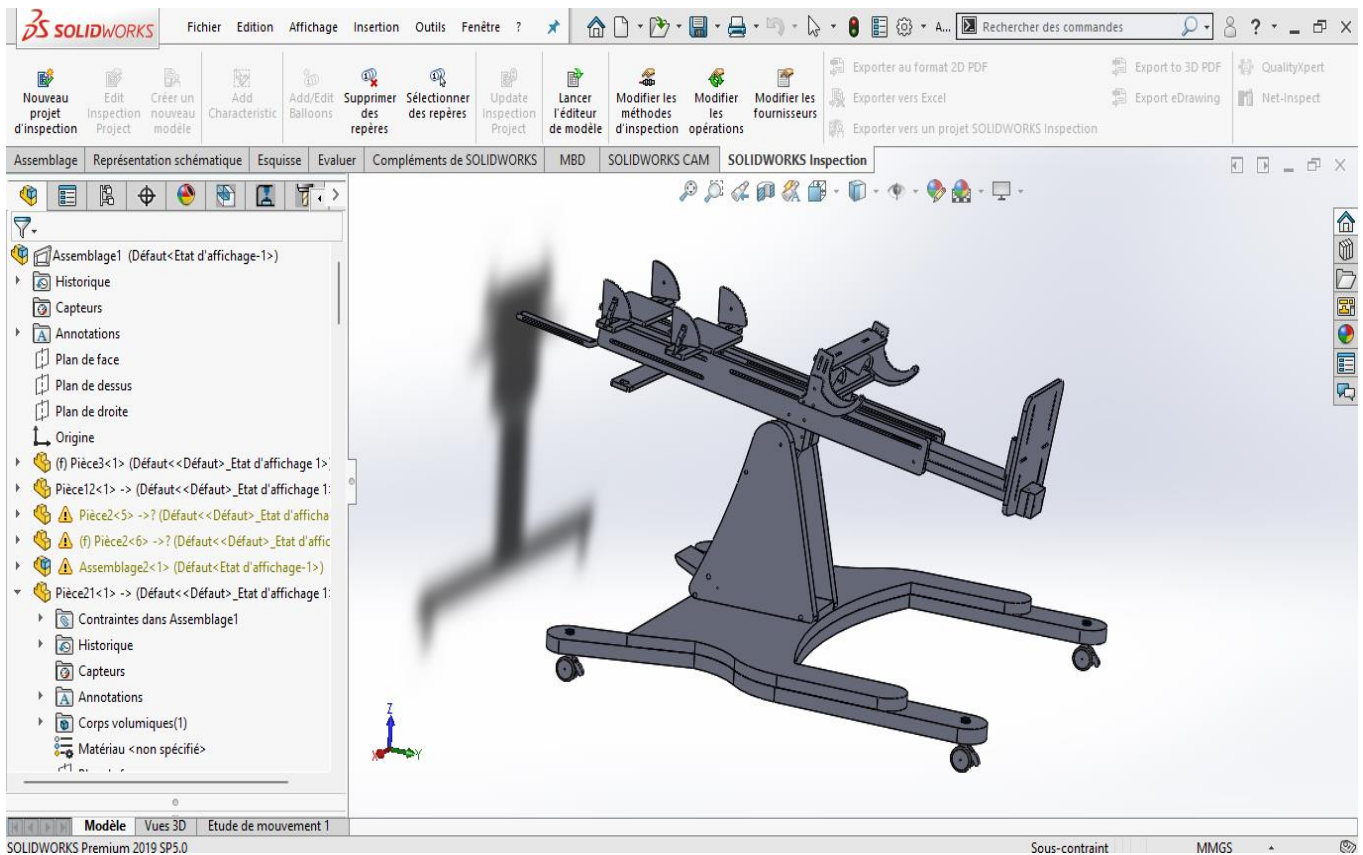 SOLIDWORKS
Fichier Edition Affichage Insertion Outils Fenêtre ?
A...
Rechercher des commandes
?
Nouveau projet d'inspection
Edit Inspection Project
Créer un nouveau modèle
Add Characteristic
Add/Edit Balloons
Supprimer des repères
Sélectionner des repères
Update Inspection Project
Lancer l'éditeur de modèle
Modifier les méthodes d'inspection
Modifier les opérations
Modifier les fournisseurs
Exporter au format 2D PDF
Exporter vers Excel
Exporter vers un projet SOLIDWORKS Inspection
Export to 3D PDF
Export eDrawing
QualityXpert
Net-Inspect
Assemblage Représentation schématique Esquisse Evaluer Compléments de SOLIDWORKS MBD SOLIDWORKS CAM SOLIDWORKS Inspection
Assemblage1 (Défaut<Etat d'affichage-1>)
Historique
Capteurs
Annotations
Plan de face
Plan de dessus
Plan de droite
Origine
(f) Pièce3<1> (Défaut<<Défaut>_Etat d'affichage 1>
Pièce12<1> -> (Défaut<<Défaut>_Etat d'affichage 1
Pièce2<5> ->? (Défaut<<Défaut>_Etat d'afficha
(f) Pièce2<6> ->? (Défaut<<Défaut>_Etat d'affic
Assemblage2<1> (Défaut<Etat d'affichage-1>)
Pièce21<1> -> (Défaut<<Défaut>_Etat d'affichage 1
Contraintes dans Assemblage1
Historique
Capteurs
Annotations
Corps volumiques(1)
Matériau <non spécifié>
Z
X
Y
Modèle Vues 3D Etude de mouvement 1
SOLIDWORKS Premium 2019 SP5.0
Sous-contraint
MMGS